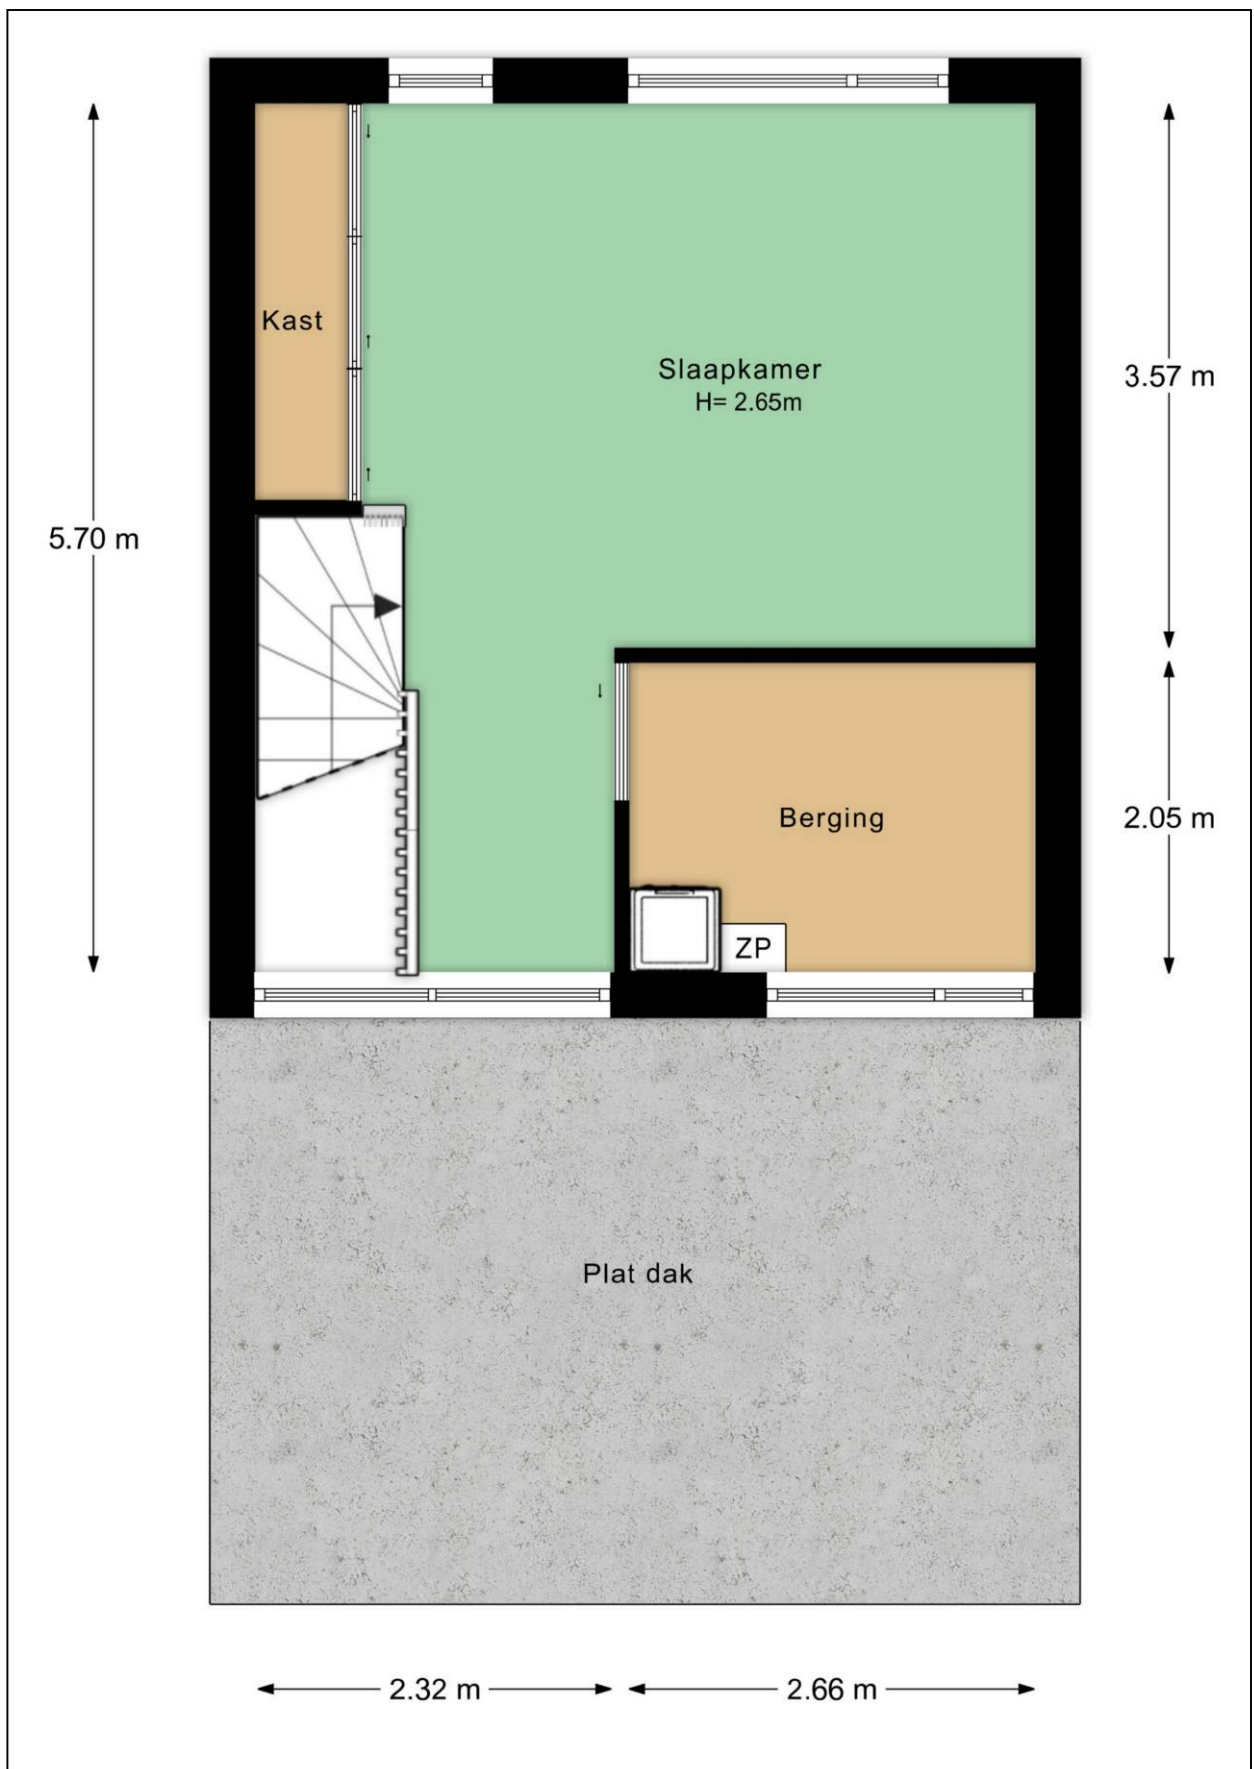 Kast
Slaapkamer
H= 2.65m
3.57 m
5.70 m
Berging
2.05 m
ZP
Plat dak
2.32 m
2.66 m